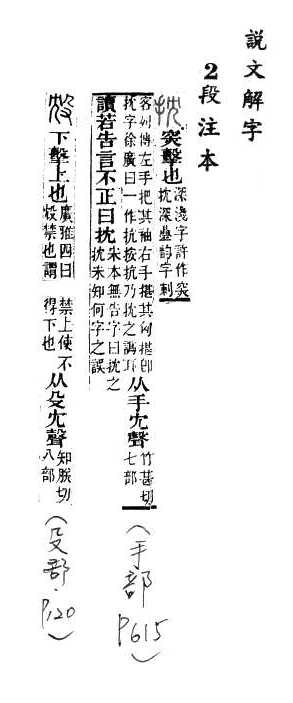 說文解字
2段注本
抌 突擊也 深淺字許作突
抌深疊韵字刺
客列傳左手把其袖右手揕其匈揕卽
抌字徐廣曰一作抗按抗乃抌之譌耳
从手冘聲 竹甚切
七部
讀若告言不正曰抌 宋本無告字曰抌之
抌未知何字之誤
(手部 P615)
下擊上也 廣雅四曰
㱽禁也謂
禁上使不
得下也
从殳冘聲 知朕切
八部
(殳部 P120)